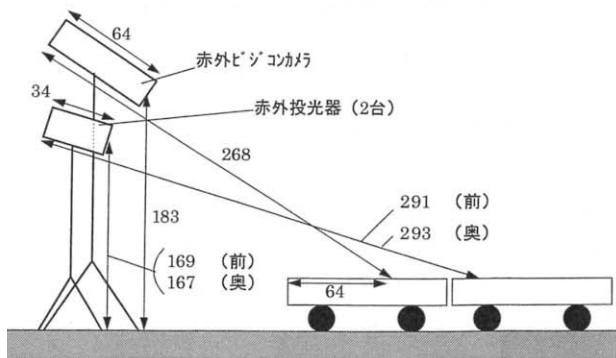 64
赤外ﾋﾞｼﾞｺﾝｶﾒﾗ
34
赤外投光器（2台）
268
291 （前）
293 （奥）
183
169 （前）
167 （奥）
64